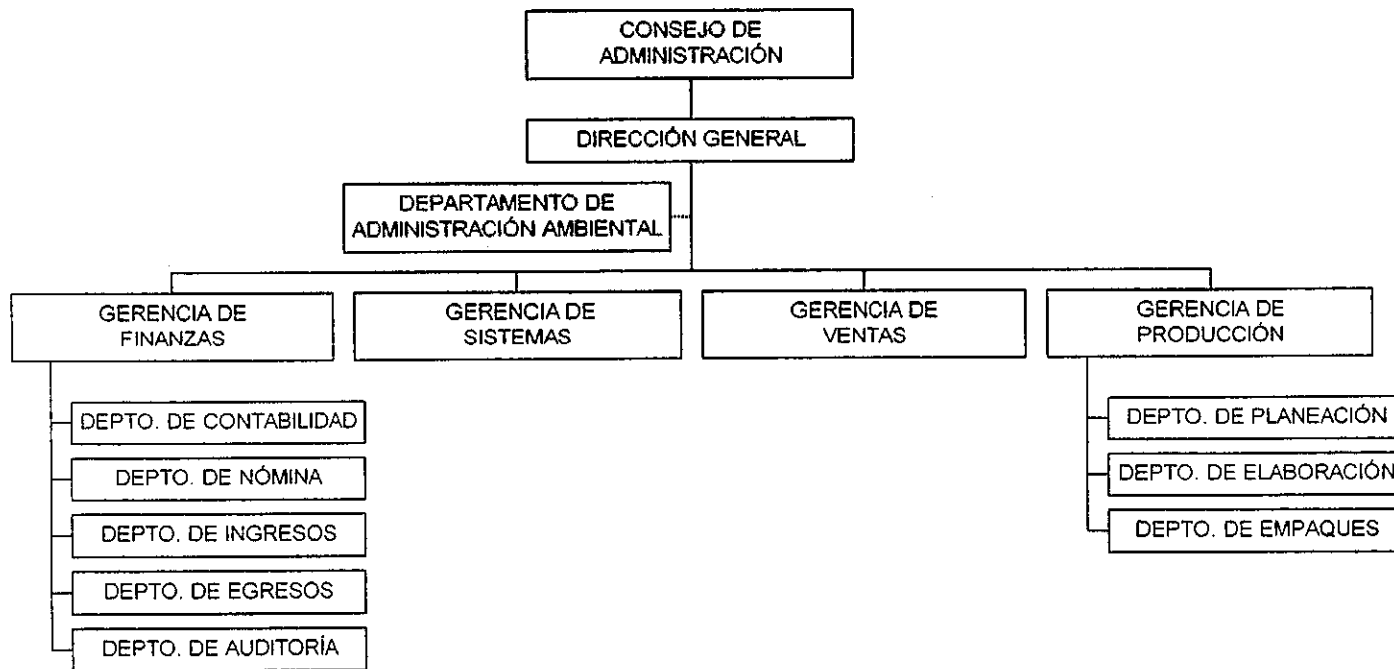 CONSEJO DE
ADMINISTRACIÓN
DIRECCIÓN GENERAL
DEPARTAMENTO DE
ADMINISTRACIÓN AMBIENTAL
GERENCIA DE
FINANZAS
GERENCIA DE
SISTEMAS
GERENCIA DE
VENTAS
GERENCIA DE
PRODUCCIÓN
DEPTO. DE CONTABILIDAD
DEPTO. DE NÓMINA
DEPTO. DE INGRESOS
DEPTO. DE EGRESOS
DEPTO. DE AUDITORÍA
DEPTO. DE PLANEACIÓN
DEPTO. DE ELABORACIÓN
DEPTO. DE EMPAQUES